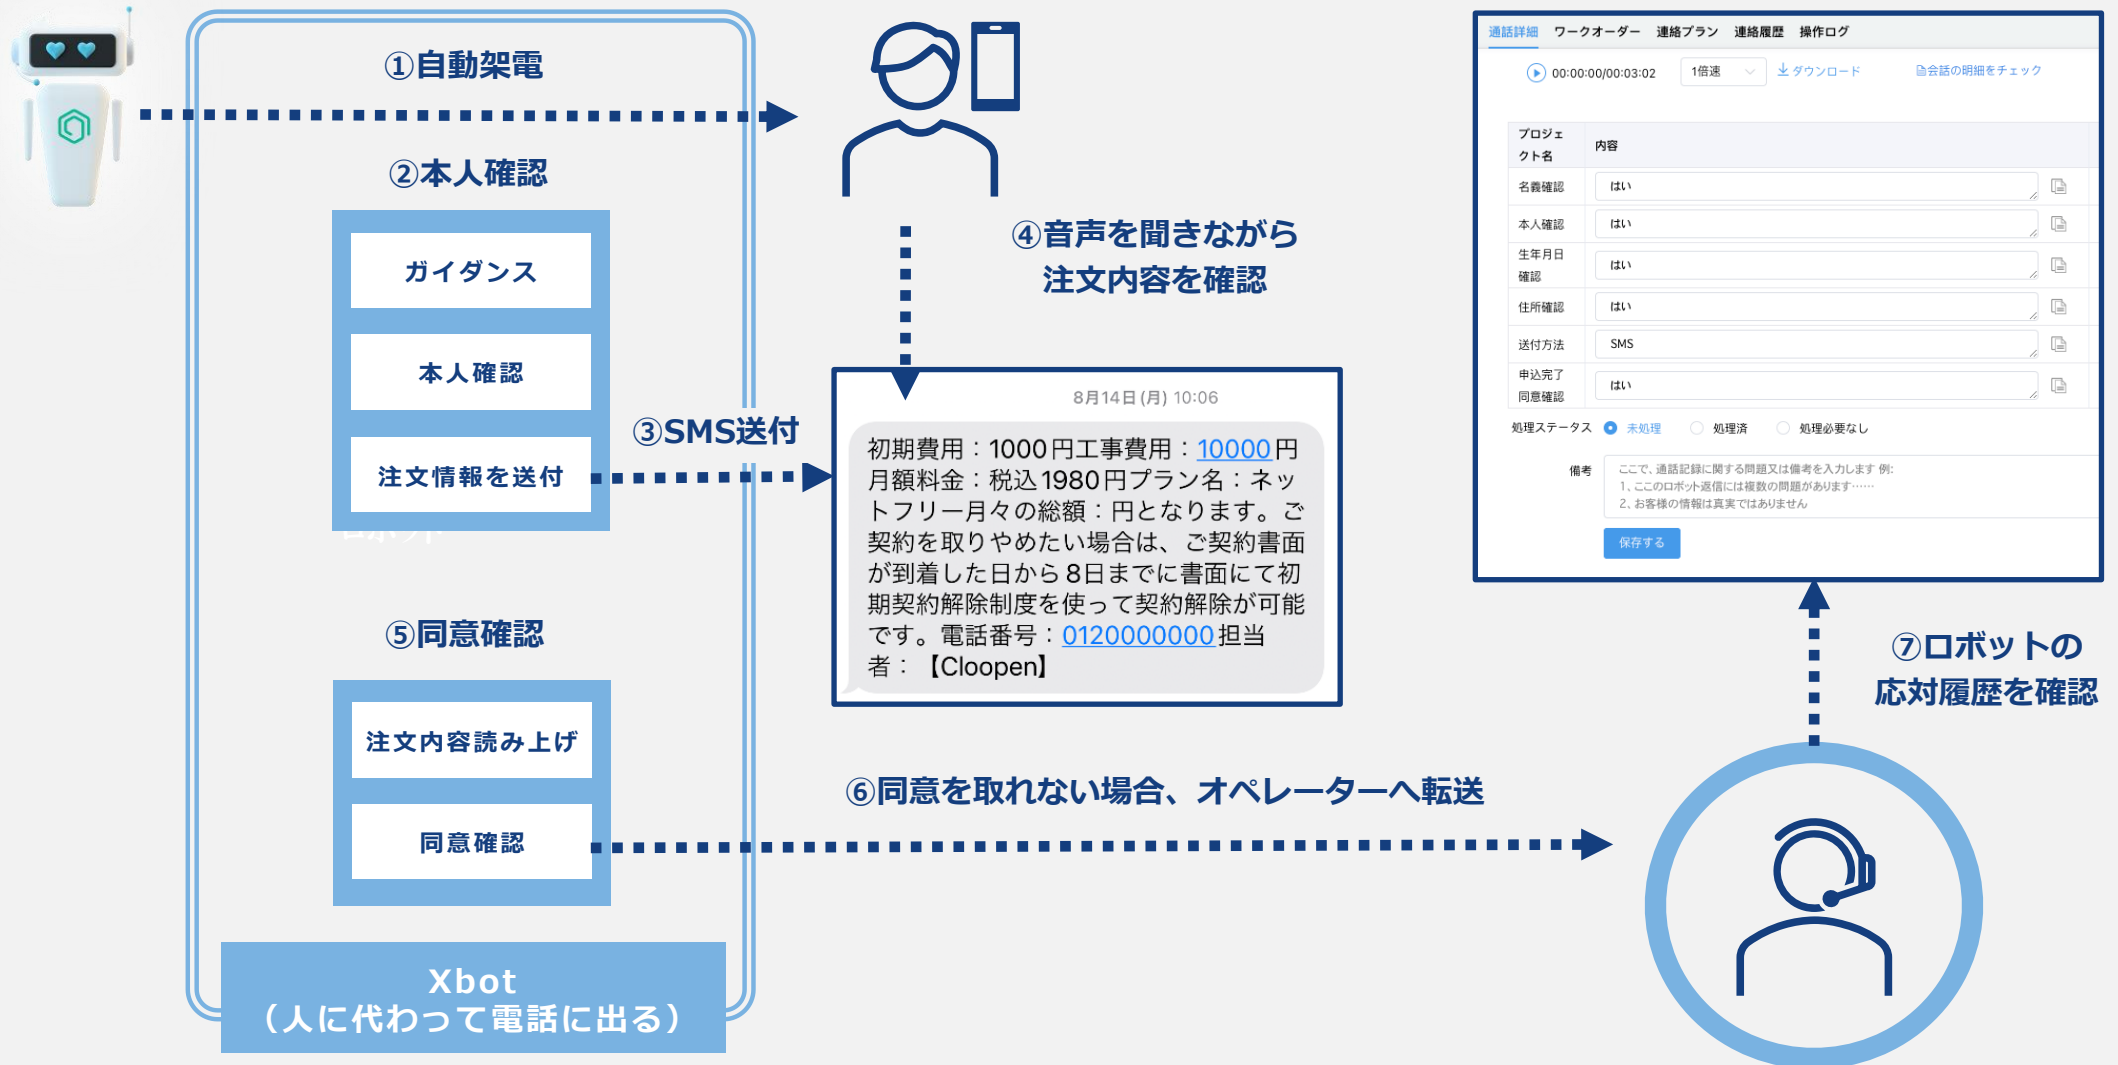 ①自動架電
②本人確認
ガイダンス
本人確認
注文情報を送付
ロボット
③SMS送付
④音声を聞きながら
注文内容を確認
8月14日(月) 10:06
初期費用：1000円工事費用：10000円
月額料金：税込1980円プラン名：ネッ
トフリー月々の総額：円となります。ご
契約を取りやめたい場合は、ご契約書面
が到着した日から8日までに書面にて初
期契約解除制度を使って契約解除が可能
です。電話番号：0120000000担当
者：【Cloopen】
⑤同意確認
注文内容読み上げ
同意確認
⑥同意を取れない場合、オペレーターへ転送
Xbot
（人に代わって電話に出る）
通話詳細 ワークオーダー 連絡プラン 連絡履歴 操作ログ
00:00:00/00:03:02 1倍速 ダウンロード 会話の明細をチェック
プロジェ
クト名 内容
名義確認 はい
本人確認 はい
生年月日
確認 はい
住所確認 はい
送付方法 SMS
申込完了
同意確認 はい
処理ステータス 未処理 処理済 処理必要なし
備考 ここで、通話記録に関する問題又は備考を入力します 例:
1、ここのロボット返信には複数の問題があります……
2、お客様の情報は真実ではありません
保存する
⑦ロボットの
応対履歴を確認